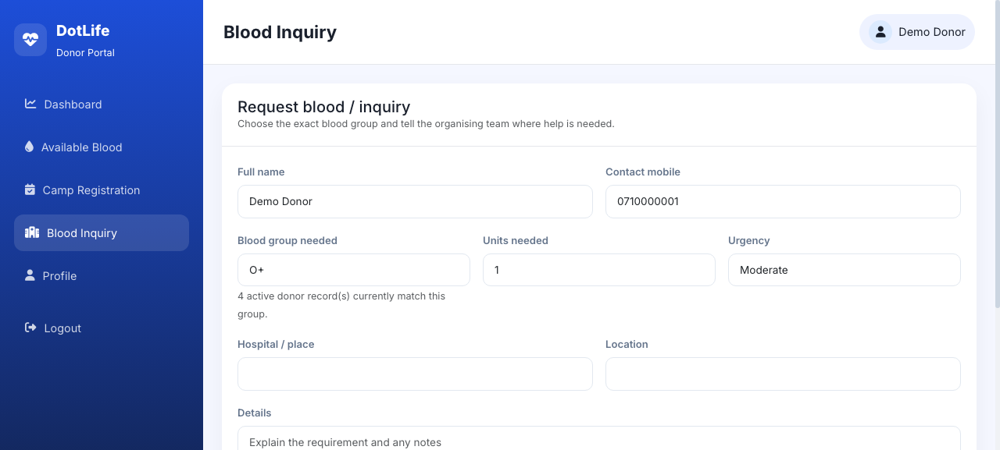 DotLife
Donor Portal
Dashboard
Available Blood
Camp Registration
Blood Inquiry
Profile
Logout
Blood Inquiry
Demo Donor
Request blood / inquiry
Choose the exact blood group and tell the organising team where help is needed.
Full name
Contact mobile
Demo Donor
0710000001
Blood group needed
Units needed
Urgency
O+
1
Moderate
4 active donor record(s) currently match this
group.
Hospital / place
Location
Details
Explain the requirement and any notes